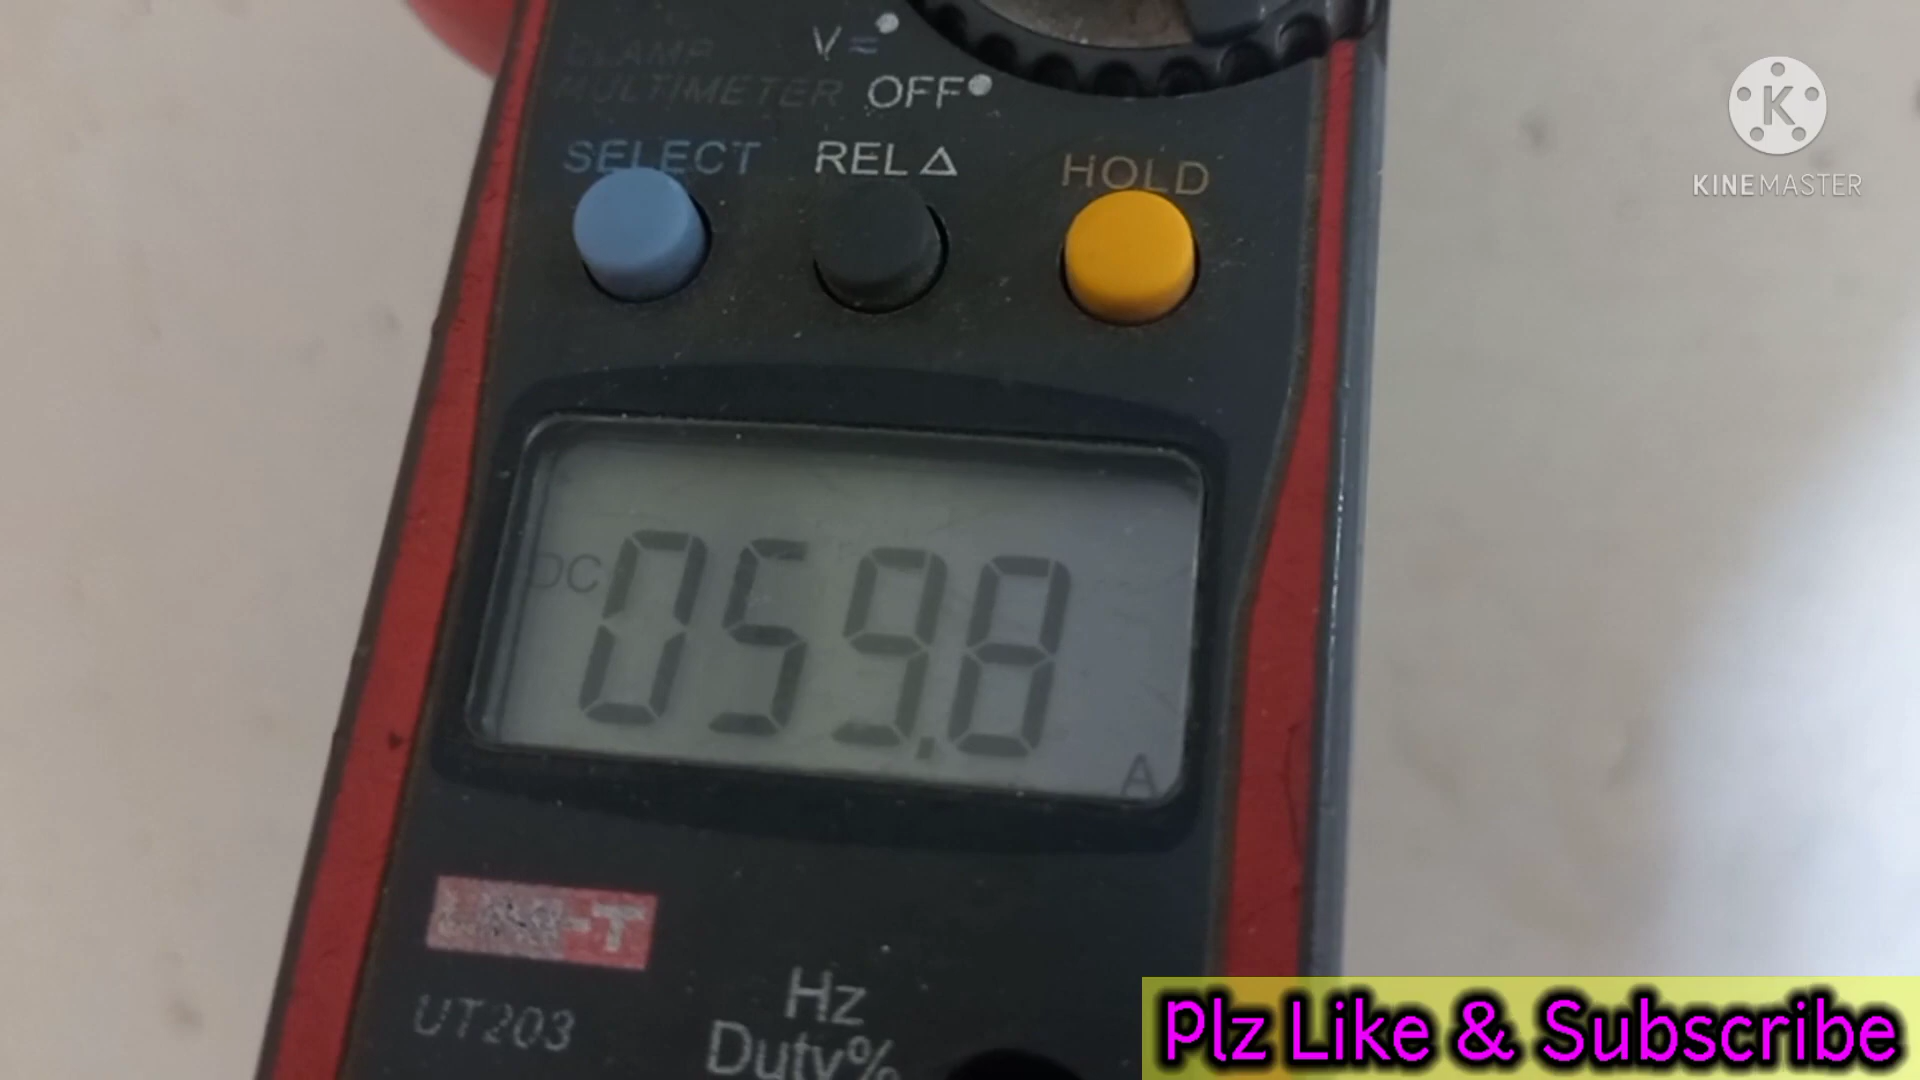 V =
CLAMP
MULTIMETER
OFF
SELECT
REL △
HOLD
K
KINEMASTER
DC
059.8
A
UT203
Hz
Duty%
Plz Like & Subscribe